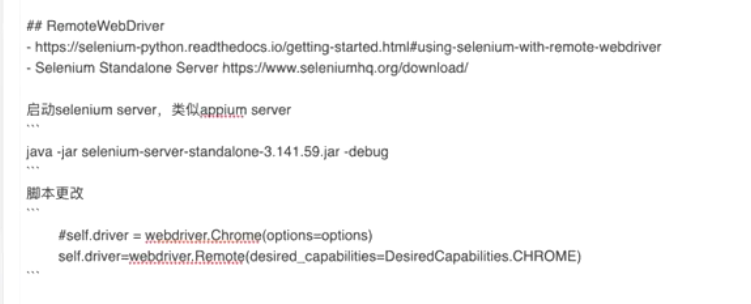 ## RemoteWebDriver
- https://selenium-python.readthedocs.io/getting-started.html#using-selenium-with-remote-webdriver
- Selenium Standalone Server https://www.seleniumhq.org/download/
启动selenium server，类似appium server
```
java -jar selenium-server-standalone-3.141.59.jar -debug
```
脚本更改
```
#self.driver = webdriver.Chrome(options=options)
self.driver=webdriver.Remote(desired_capabilities=DesiredCapabilities.CHROME)
```